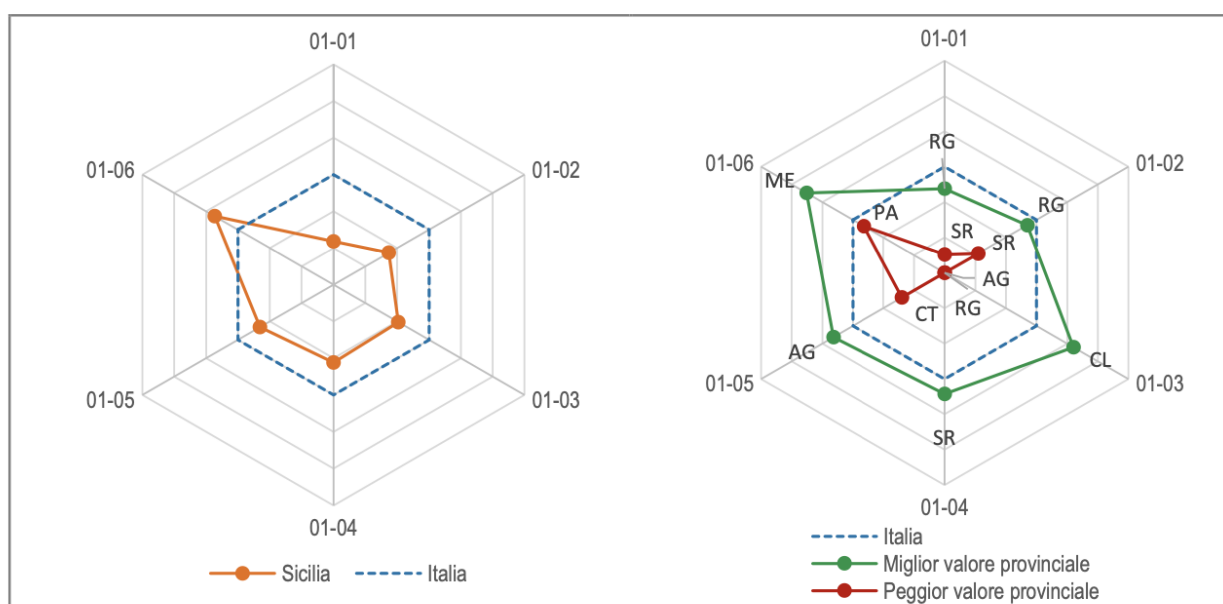 01-01
01-06
01-02
01-05
01-03
01-04
Sicilia
Italia
01-01
RG
01-06
01-02
ME
PA
RG
SR
SR
AG
CT
RG
AG
CL
01-05
01-03
SR
01-04
Italia
Miglior valore provinciale
Peggior valore provinciale